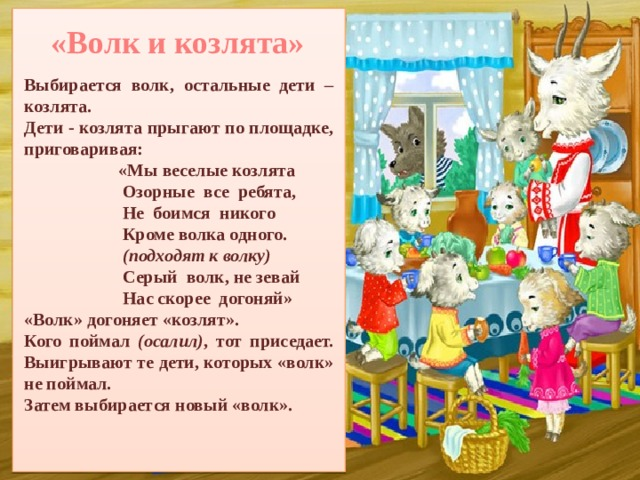 «Волк и козлята»
Выбирается волк, остальные дети –
козлята.
Дети - козлята прыгают по площадке,
приговаривая:
«Мы веселые козлята
Озорные все ребята,
Не боимся никого
Кроме волка одного.
(подходят к волку)
Серый волк, не зевай
Нас скорее догоняй»
«Волк» догоняет «козлят».
Кого поймал (осалил), тот приседает.
Выигрывают те дети, которых «волк»
не поймал.
Затем выбирается новый «волк».